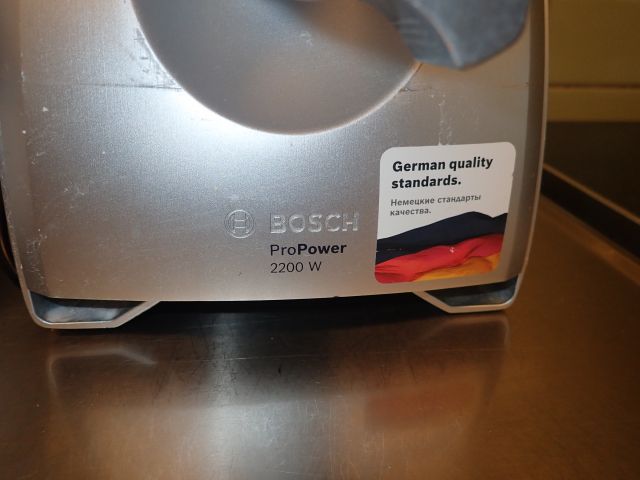 German quality
standards.
Немецкие стандарты
качества.
BOSCH
ProPower
2200 W